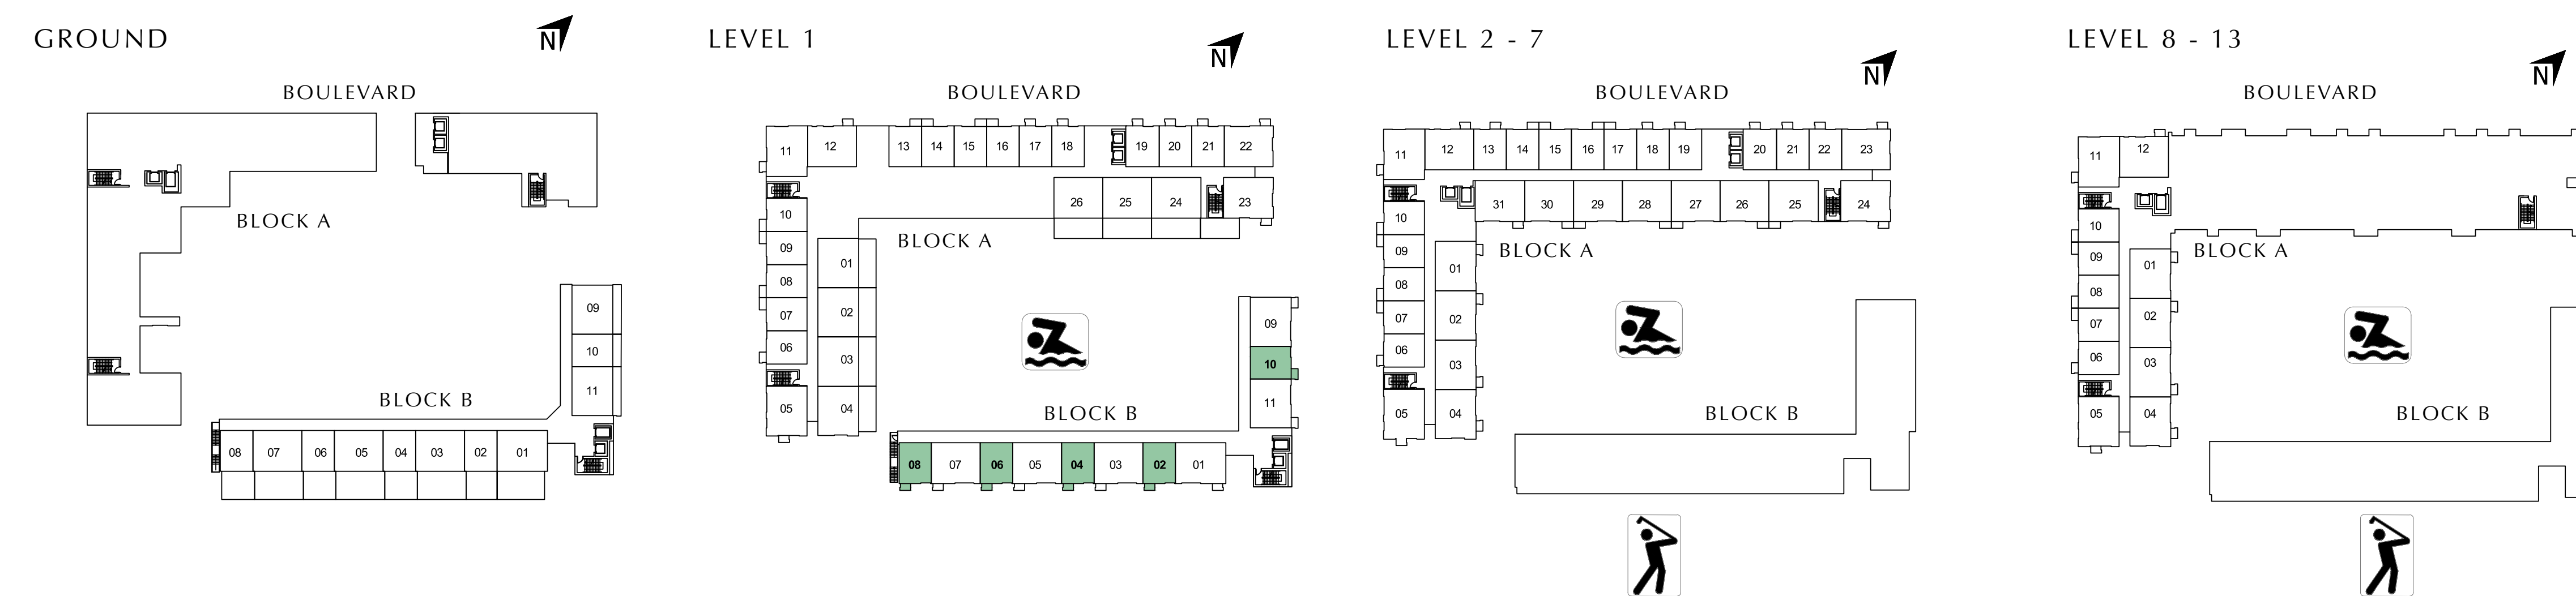 GROUND
N
BOULEVARD
BLOCK A
09
10
11
BLOCK B
08 07 06 05 04 03 02 01
LEVEL 1
N
BOULEVARD
11 12 13 14 15 16 17 18 19 20 21 22
26 25 24 23
10
09
08
07
06
05
01
02
03
04
BLOCK A
09
10
11
BLOCK B
08 07 06 05 04 03 02 01
LEVEL 2 - 7
N
BOULEVARD
11 12 13 14 15 16 17 18 19 20 21 22 23
31 30 29 28 27 26 25 24
10
09
08
07
06
05
01
02
03
04
BLOCK A
BLOCK B
LEVEL 8 - 13
N
BOULEVARD
11 12
10
09
08
07
06
05
01
02
03
04
BLOCK A
BLOCK B